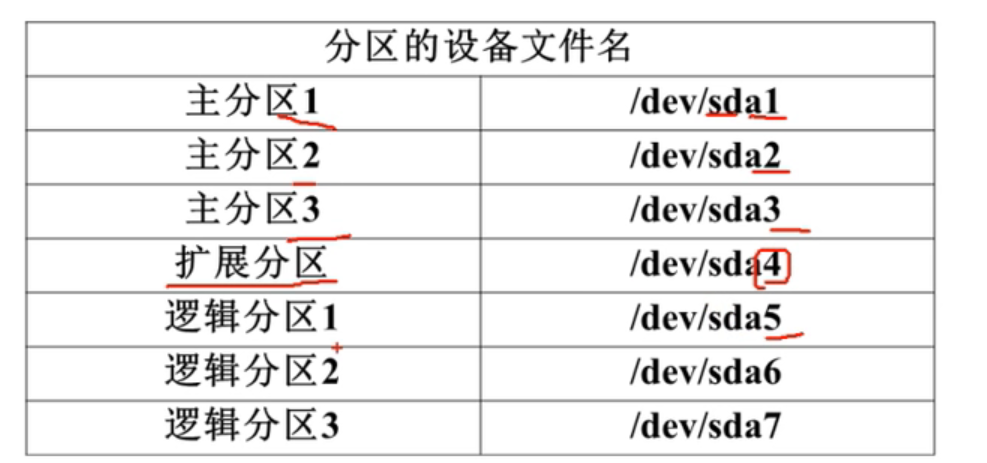 分区的设备文件名
主分区1 /dev/sda1
主分区2 /dev/sda2
主分区3 /dev/sda3
扩展分区 /dev/sda4
逻辑分区1 /dev/sda5
逻辑分区2 /dev/sda6
逻辑分区3 /dev/sda7